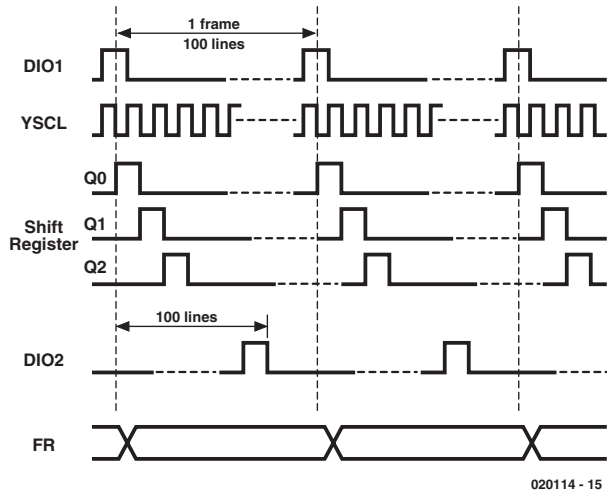 1 frame
100 lines
DIO1
YSCL
Q0
Shift
Register
Q1
Q2
100 lines
DIO2
FR
020114 - 15